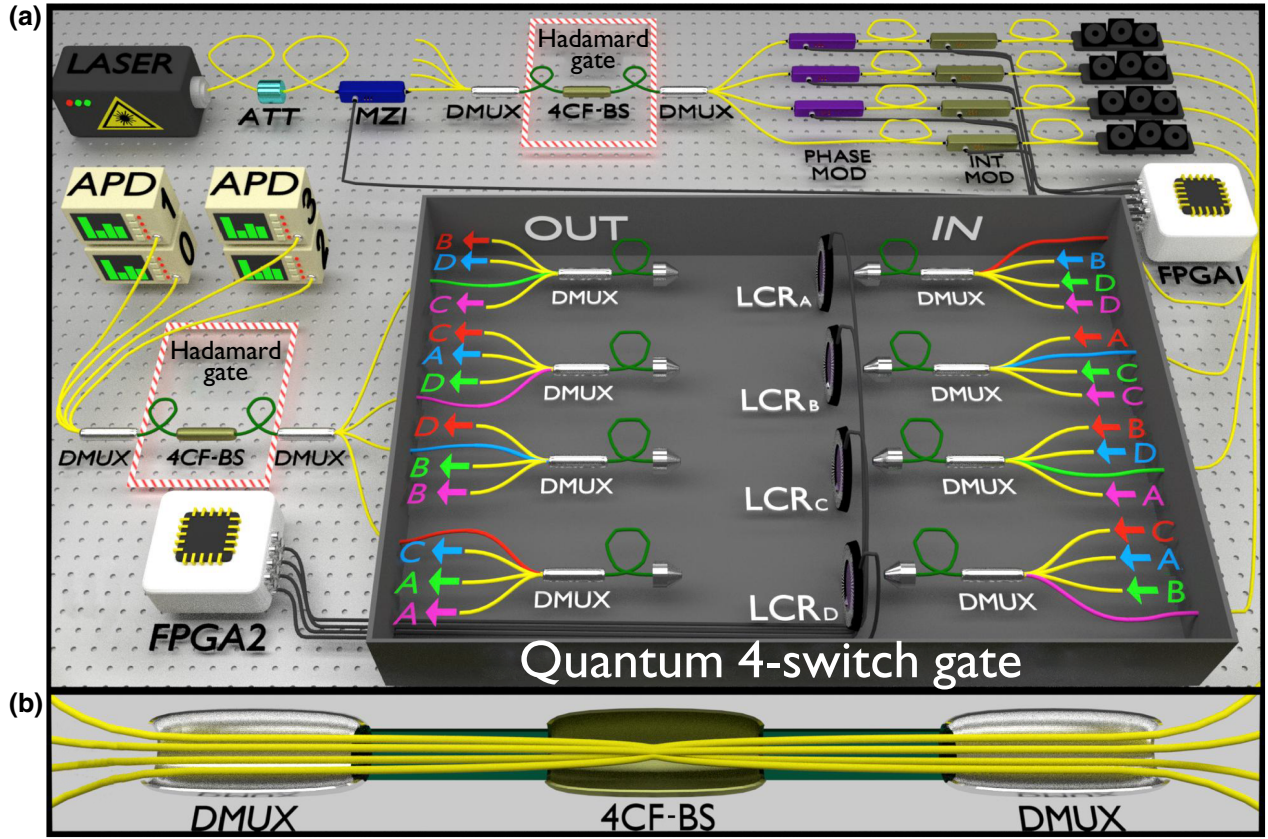 (a)
LASER
ATT
MZI
DMUX
Hadamard
gate
4CF-BS
DMUX
PHASE
MOD
INT
MOD
FPGA1
APD
1
0
APD
3
2
Hadamard
gate
DMUX
4CF-BS
DMUX
FPGA2
OUT
IN
B
D
C
DMUX
LCRA
DMUX
B
D
D
C
A
D
DMUX
LCRB
DMUX
A
C
C
D
B
B
DMUX
LCRC
DMUX
B
D
A
C
A
A
DMUX
LCRD
DMUX
C
A
B
Quantum 4-switch gate
(b)
DMUX
4CF-BS
DMUX